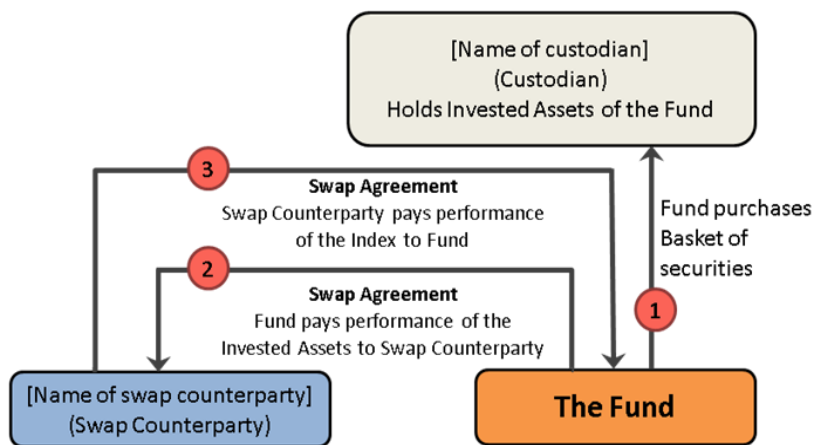 [Name of custodian]
(Custodian)
Holds Invested Assets of the Fund
3
Swap Agreement
Swap Counterparty pays performance
of the Index to Fund
Fund purchases
Basket of
securities
2
Swap Agreement
Fund pays performance of the
Invested Assets to Swap Counterparty
1
[Name of swap counterparty]
(Swap Counterparty)
The Fund